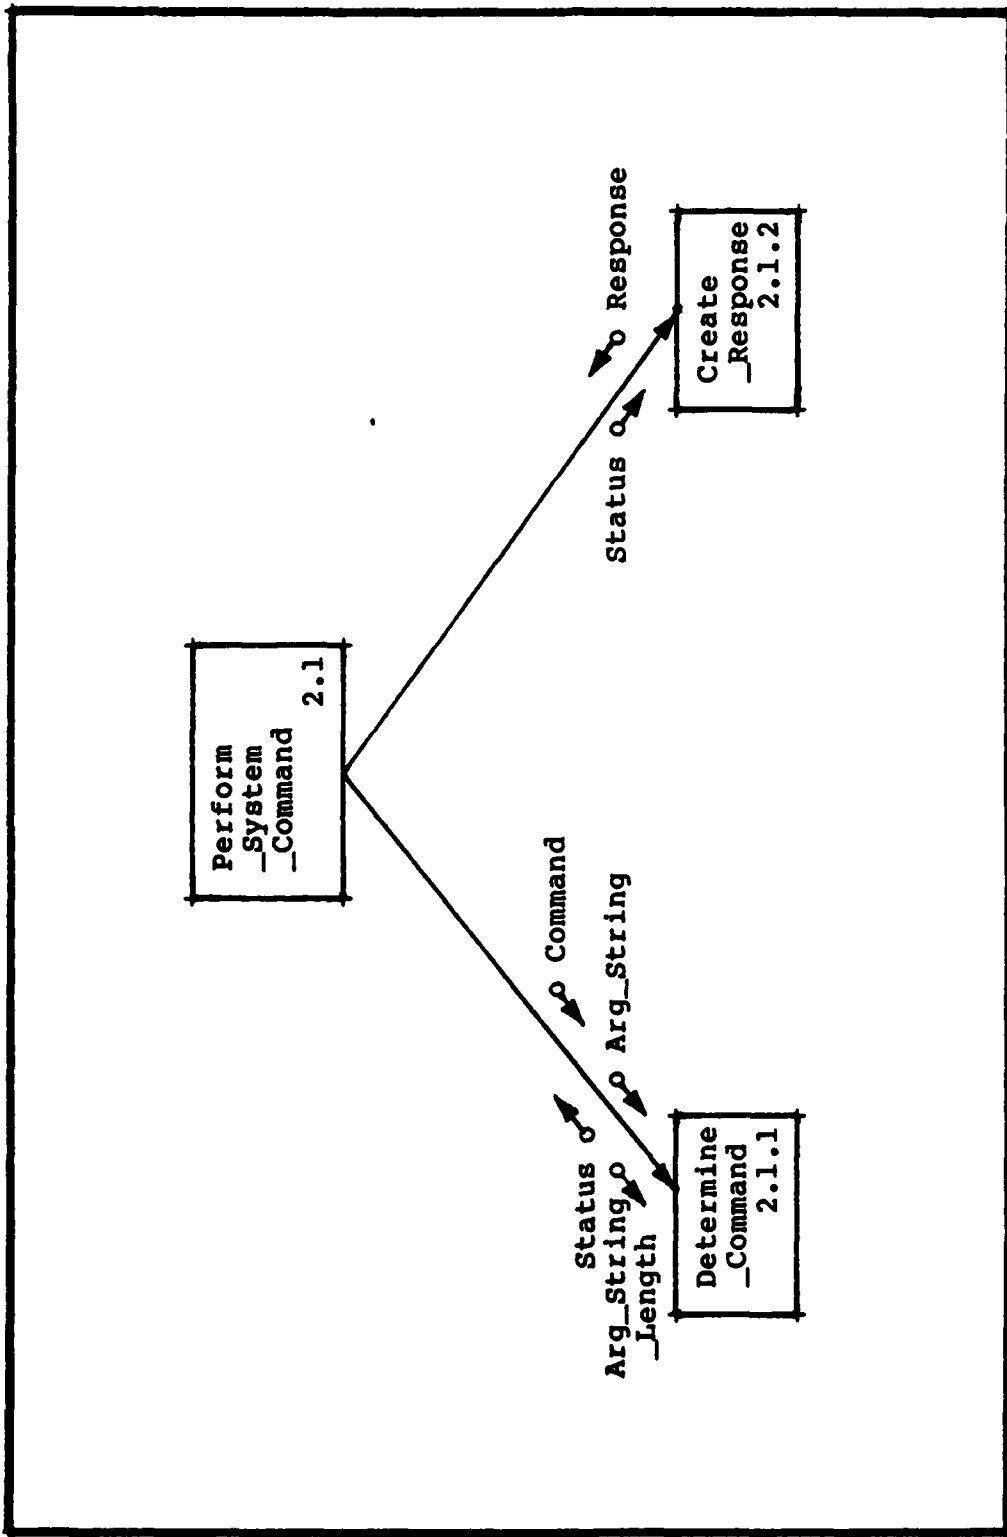 Perform
_System
_Command
2.1
Command
Arg_String
Status
Arg_String
_Length
Status
Response
Determine
_Command
2.1.1
Create
_Response
2.1.2